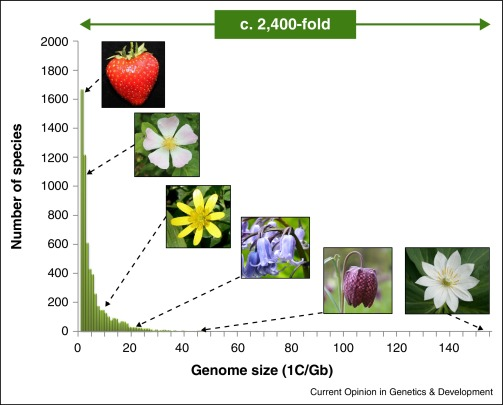 c. 2,400-fold
2000
1800
1600
1400
1200
1000
800
600
400
200
0
Number of species
0 20 40 60 80 100 120 140
Genome size (1C/Gb)
Current Opinion in Genetics & Development